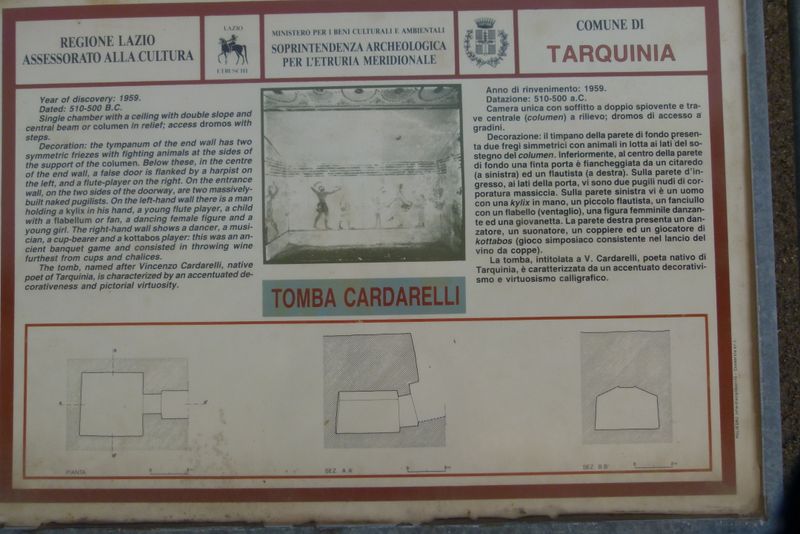 REGIONE LAZIO
ASSESSORATO ALLA CULTURA
LAZIO
ETRUSCHI
MINISTERO PER I BENI CULTURALI E AMBIENTALI
SOPRINTENDENZA ARCHEOLOGICA
PER L'ETRURIA MERIDIONALE
COMUNE DI
TARQUINIA
Year of discovery: 1959.
Dated: 510-500 B.C.
Single chamber with a ceiling with double slope and
central beam or columen in relief; access dromos with
steps.
Decoration: the tympanum of the end wall has two
symmetric friezes with fighting animals at the sides of
the support of the columen. Below these, in the centre
of the end wall, a false door is flanked by a harpist on
the left, and a flute-player on the right. On the entrance
wall, on the two sides of the doorway, are two massively-
built naked pugilists. On the left-hand wall there is a man
holding a kylix in his hand, a young flute player, a child
with a flabellum or fan, a dancing female figure and a
young girl. The right-hand wall shows a dancer, a musi-
cian, a cup-bearer and a kottabos player: this was an an-
cient banquet game and consisted in throwing wine
furthest from cups and chalices.
The tomb, named after Vincenzo Cardarelli, native
poet of Tarquinia, is characterized by an accentuated de-
corativeness and pictorial virtuosity.
TOMBA CARDARELLI
Anno di rinvenimento: 1959.
Datazione: 510-500 a.C.
Camera unica con soffitto a doppio spiovente e tra-
ve centrale (columen) a rilievo; dromos di accesso a
gradini.
Decorazione: il timpano della parete di fondo presen-
ta due fregi simmetrici con animali in lotta ai lati del so-
stegno del columen. Inferiormente, al centro della parete
di fondo una finta porta è fiancheggiata da un citaredo
(a sinistra) ed un flautista (a destra). Sulla parete d'in-
gresso, ai lati della porta, vi sono due pugili nudi di cor-
poratura massiccia. Sulla parete sinistra vi è un uomo
con una kylix in mano, un piccolo flautista, un fanciullo
con un flabello (ventaglio), una figura femminile danzan-
te ed una giovanetta. La parete destra presenta un dan-
zatore, un suonatore, un coppiere ed un giocatore di
kottabos (gioco simposiaco consistente nel lancio del
vino da coppe).
La tomba, intitolata a V. Cardarelli, poeta nativo di
Tarquinia, è caratterizzata da un accentuato decorativi-
smo e virtuosismo calligrafico.
PIANTA
SEZ. A A'
SEZ. B B'